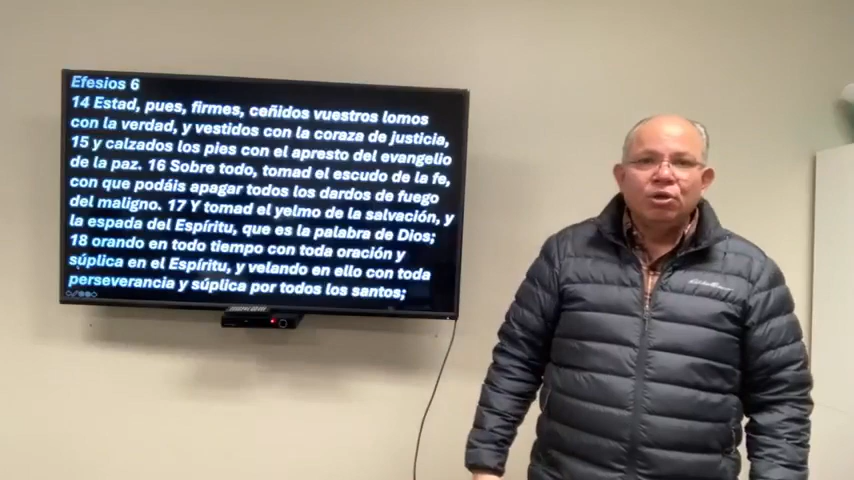 Efesios 6
14 Estad, pues, firmes, ceñidos vuestros lomos
con la verdad, y vestidos con la coraza de justicia,
15 y calzados los pies con el apresto del evangelio
de la paz. 16 Sobre todo, tomad el escudo de la fe,
con que podáis apagar todos los dardos de fuego
del maligno. 17 Y tomad el yelmo de la salvación, y
la espada del Espíritu, que es la palabra de Dios;
18 orando en todo tiempo con toda oración y
súplica en el Espíritu, y velando en ello con toda
perseverancia y súplica por todos los santos;
Eddie Bauer